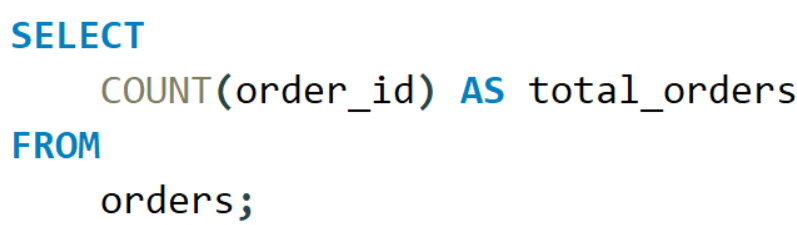 SELECT
COUNT(order_id) AS total_orders
FROM
orders;